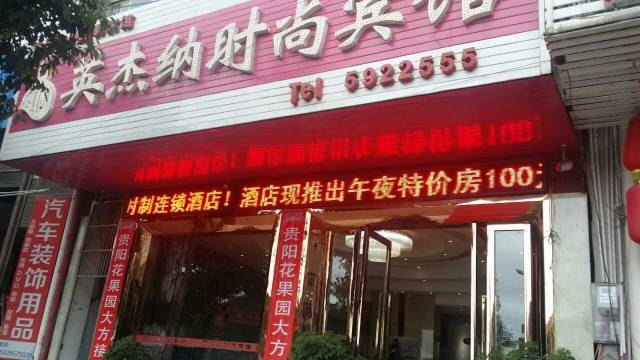 英杰纳时尚宾馆
Tel 5922555
时制连锁酒店！酒店现推出午夜特价房100元
汽车装饰用品
贵阳花果园大方接
贵阳花果园大方